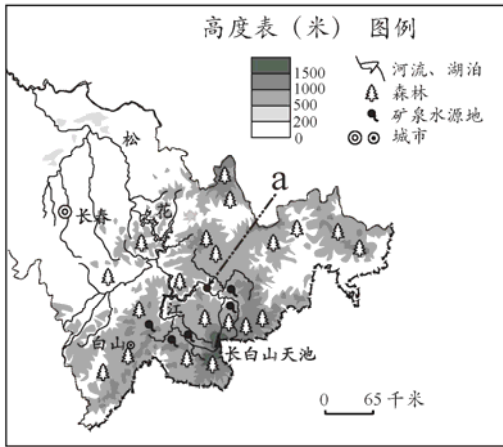 高度表（米） 图例
1500
1000
500
200
0
河流、湖泊
森林
矿泉水源地
城市
松
a
长春
花
江
白山
长白山天池
0 65 千米